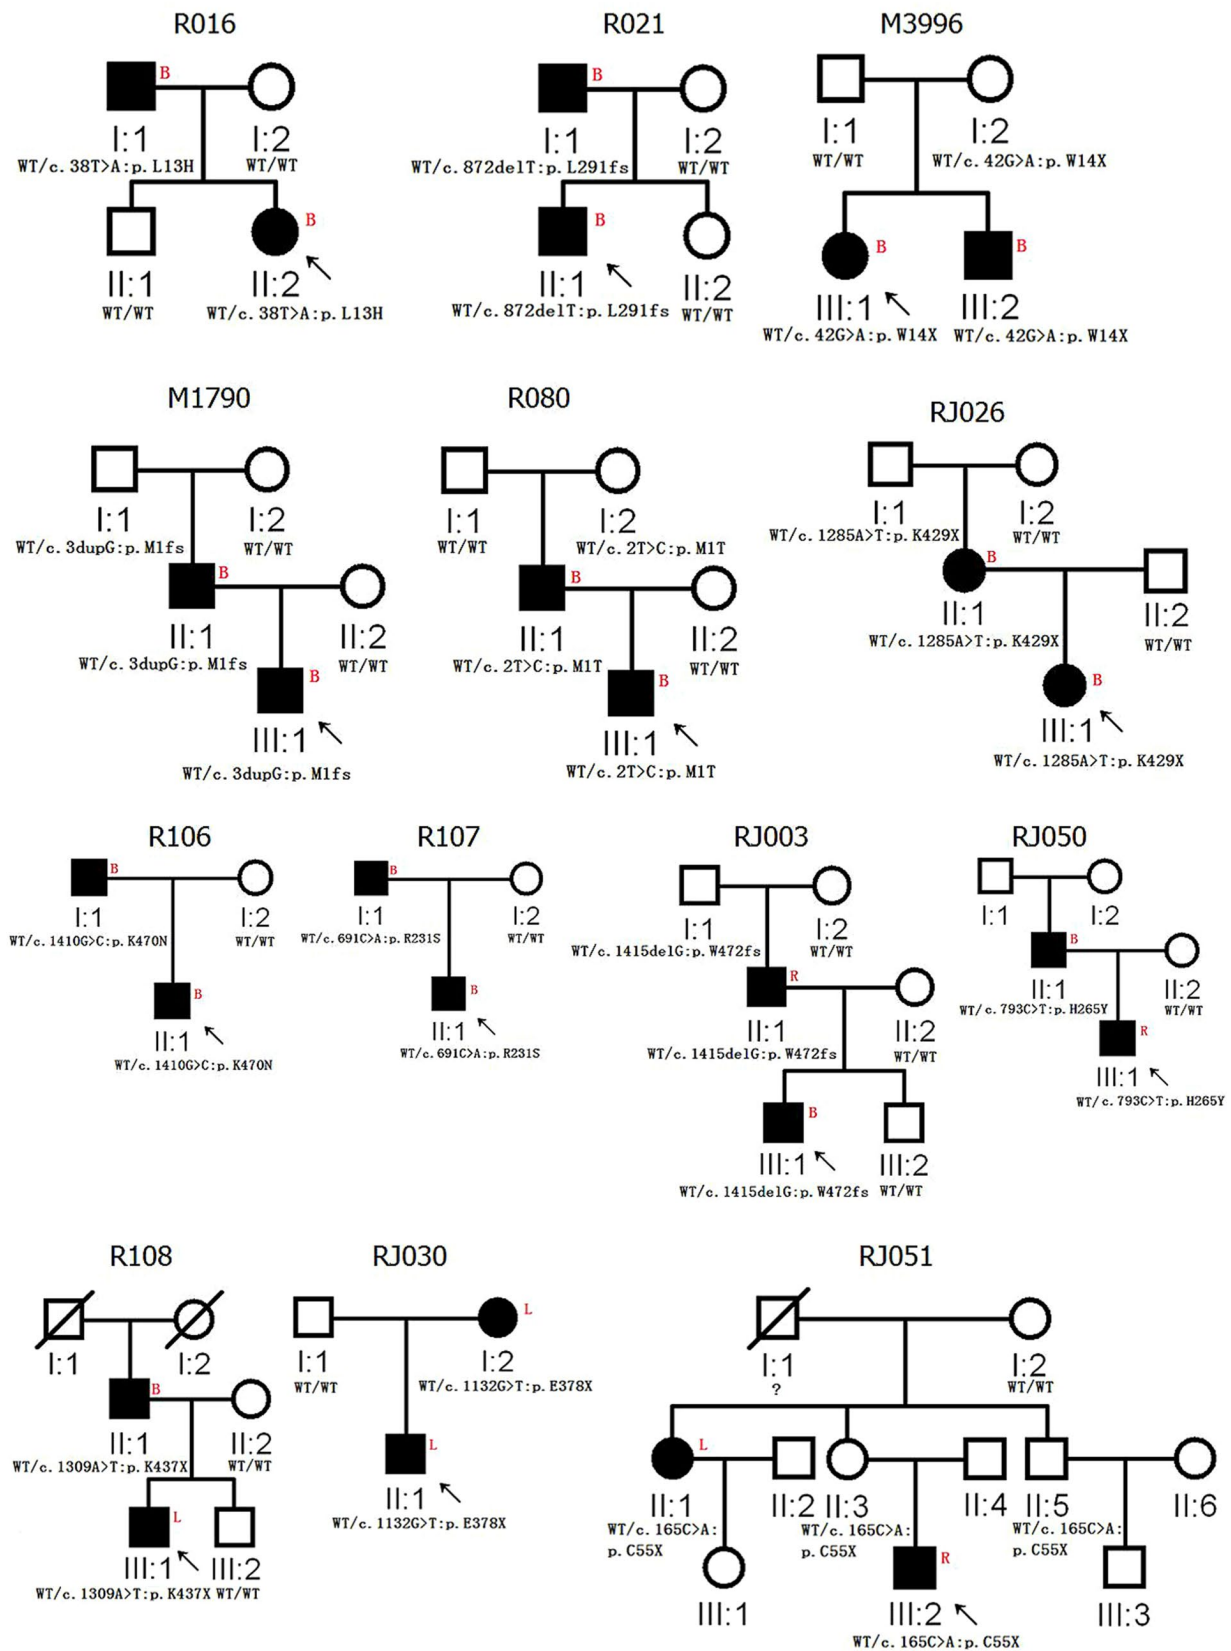 R016
R021
M3996
B
B
I:1
I:2
I:1
I:2
I:1
I:2
WT/c.38T>A:p.L13H
WT/WT
WT/c.872delT:p.L291fs
WT/WT
WT/WT
WT/c.42G>A:p.W14X
B
B
B
B
II:1
II:2
II:1
II:2
III:1
III:2
WT/WT
WT/c.38T>A:p.L13H
WT/c.872delT:p.L291fs
WT/WT
WT/c.42G>A:p.W14X
WT/c.42G>A:p.W14X
M1790
R080
RJ026
I:1
I:2
I:1
I:2
I:1
I:2
WT/c.3dupG:p.M1fs
WT/WT
WT/WT
WT/c.2T>C:p.M1T
WT/c.1285A>T:p.K429X
WT/WT
B
B
B
II:1
II:2
II:1
II:2
II:1
II:2
WT/c.3dupG:p.M1fs
WT/WT
WT/c.2T>C:p.M1T
WT/WT
WT/c.1285A>T:p.K429X
WT/WT
B
B
B
III:1
III:1
III:1
WT/c.3dupG:p.M1fs
WT/c.2T>C:p.M1T
WT/c.1285A>T:p.K429X
R106
R107
RJ003
RJ050
B
B
I:1
I:2
I:1
I:2
I:1
I:2
I:1
I:2
WT/c.1410G>C:p.K470N
WT/WT
WT/c.691C>A:p.R231S
WT/WT
WT/c.1415delG:p.W472fs
WT/WT
B
B
R
B
II:1
II:1
II:1
II:2
II:1
II:2
WT/c.1410G>C:p.K470N
WT/c.691C>A:p.R231S
WT/c.1415delG:p.W472fs
WT/WT
WT/c.793C>T:p.H265Y
WT/WT
B
R
III:1
III:2
III:1
WT/c.1415delG:p.W472fs
WT/WT
WT/c.793C>T:p.H265Y
R108
RJ030
RJ051
L
I:1
I:2
I:1
I:2
I:1
I:2
WT/WT
WT/c.1132G>T:p.E378X
?
WT/WT
B
L
L
II:1
II:2
II:1
II:1
II:2
II:3
II:4
II:5
II:6
WT/c.1309A>T:p.K437X
WT/WT
WT/c.1132G>T:p.E378X
WT/c.165C>A:
p.C55X
WT/c.165C>A:
p.C55X
WT/c.165C>A:
p.C55X
L
R
III:1
III:2
III:1
III:2
III:3
WT/c.1309A>T:p.K437X
WT/WT
WT/c.165C>A:p.C55X